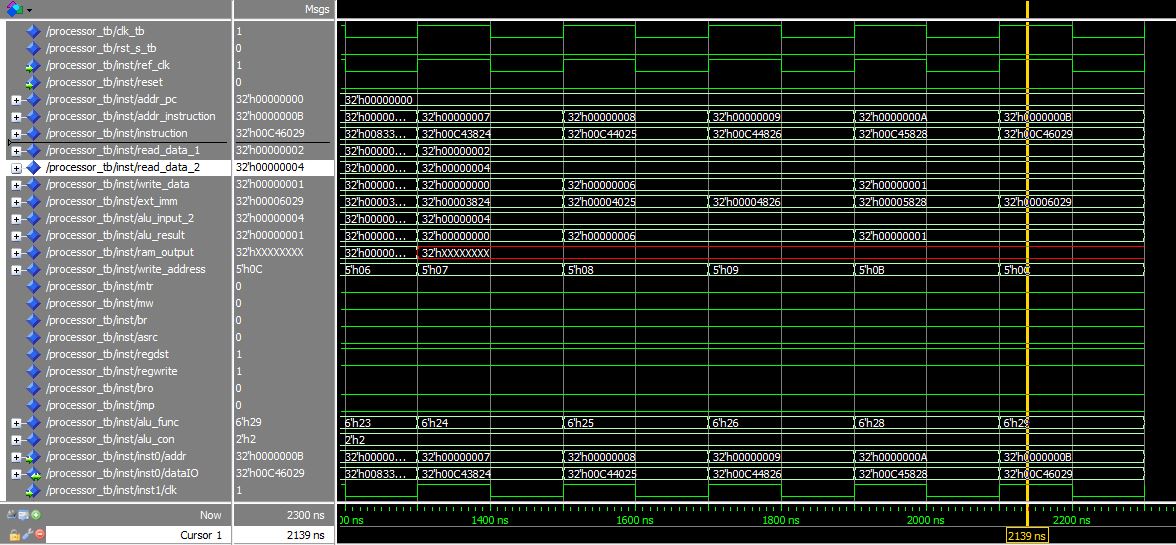 Msgs
/processor_tb/clk_tb 1
/processor_tb/rst_s_tb 0
/processor_tb/inst/ref_clk 1
/processor_tb/inst/reset 0
/processor_tb/inst/addr_pc 32'h00000000 32'h00000000
/processor_tb/inst/addr_instruction 32'h0000000B 32'h00000... 32'h00000007 32'h00000008 32'h00000009 32'h0000000A 32'h0000000B
/processor_tb/inst/instruction 32'h00C46029 32'h00833... 32'h00C43824 32'h00C44025 32'h00C44826 32'h00C45828 32'h00C46029
/processor_tb/inst/read_data_1 32'h00000002 32'h00000... 32'h00000002
/processor_tb/inst/read_data_2 32'h00000004 32'h00000... 32'h00000004
/processor_tb/inst/write_data 32'h00000001 32'h00000... 32'h00000000 32'h00000006 32'h00000001
/processor_tb/inst/ext_imm 32'h00006029 32'h00003... 32'h00003824 32'h00004025 32'h00004826 32'h00005828 32'h00006029
/processor_tb/inst/alu_input_2 32'h00000004 32'h00000... 32'h00000004
/processor_tb/inst/alu_result 32'h00000001 32'h00000... 32'h00000000 32'h00000006 32'h00000001
/processor_tb/inst/ram_output 32'hXXXXXXXX 32'h00000... 32'hXXXXXXXX
/processor_tb/inst/write_address 5'h0C 5'h06 5'h07 5'h08 5'h09 5'h0B 5'h0C
/processor_tb/inst/mtr 0
/processor_tb/inst/mw 0
/processor_tb/inst/br 0
/processor_tb/inst/asrc 0
/processor_tb/inst/regdst 1
/processor_tb/inst/regwrite 1
/processor_tb/inst/bro 0
/processor_tb/inst/jmp 0
/processor_tb/inst/alu_func 6'h29 6'h23 6'h24 6'h25 6'h26 6'h28 6'h29
/processor_tb/inst/alu_con 2'h2 2'h2
/processor_tb/inst/inst0/addr 32'h0000000B 32'h00000... 32'h00000007 32'h00000008 32'h00000009 32'h0000000A 32'h0000000B
/processor_tb/inst/inst0/dataIO 32'h00C46029 32'h00833... 32'h00C43824 32'h00C44025 32'h00C44826 32'h00C45828 32'h00C46029
/processor_tb/inst/inst1/clk 1
Now 2300 ns 00 ns 1400 ns 1600 ns 1800 ns 2000 ns 2200 ns
Cursor 1 2139 ns 2139 ns